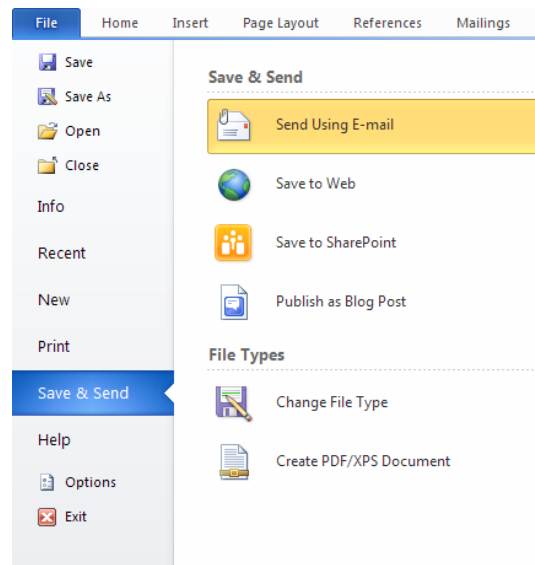 File Home Insert Page Layout References Mailings
Save
Save As
Open
Close
Info
Recent
New
Print
Save & Send
Help
Options
Exit
Save & Send
Send Using E-mail
Save to Web
Save to SharePoint
Publish as Blog Post
File Types
Change File Type
Create PDF/XPS Document